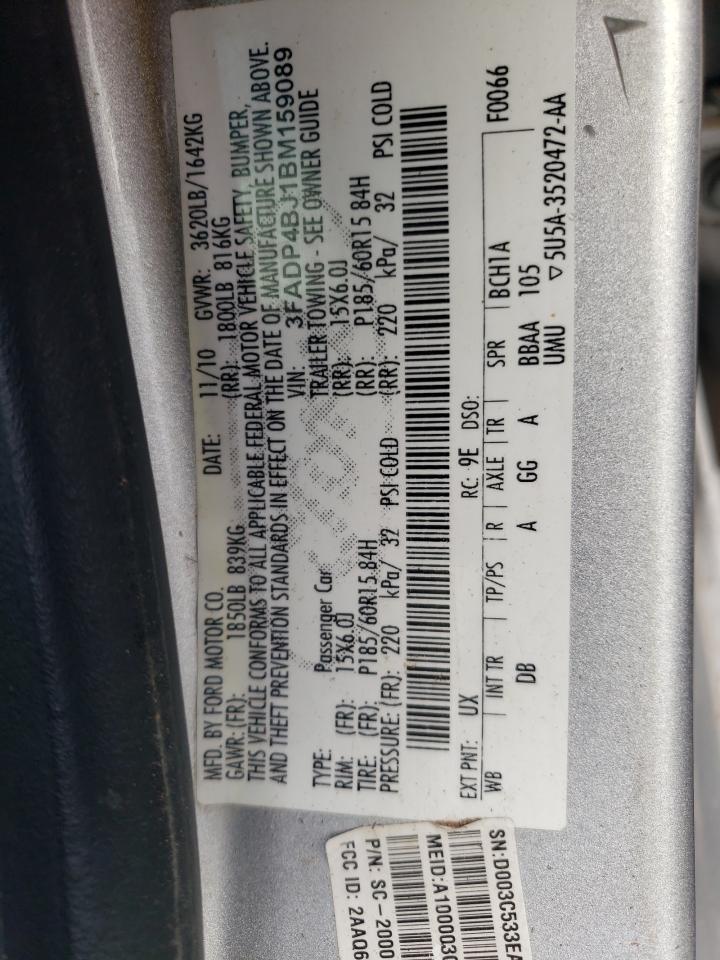 MFD. BY FORD MOTOR CO. DATE: 11/10 GVWR: 3620LB/1642KG
GAWR: (FR): 1850LB 839KG (RR): 1800LB 816KG
THIS VEHICLE CONFORMS TO ALL APPLICABLE FEDERAL MOTOR VEHICLE SAFETY, BUMPER,
AND THEFT PREVENTION STANDARDS IN EFFECT ON THE DATE OF MANUFACTURE SHOWN ABOVE.
VIN: 3FADP4BJ1BM159089
TYPE: Passenger Car TRAILER TOWING - SEE OWNER GUIDE
RIM: (FR): 15X6.0J (RR): 15X6.0J
TIRE: (FR): P185/60R15 84H (RR): P185/60R15 84H
PRESSURE: (FR): 220 kPa/ 32 PSI COLD (RR): 220 kPa/ 32 PSI COLD
EXT PNT: UX RC: 9E DSO:
WB INT TR TP/PS R AXLE TR SPR BCH1A F0066
DB A GG A BBAA 105
UMU ▽5U5A-3520472-AA
SN:D003C533EA
MEID:A1000003
P/N: SC-2000
FCC ID: 2AAO6